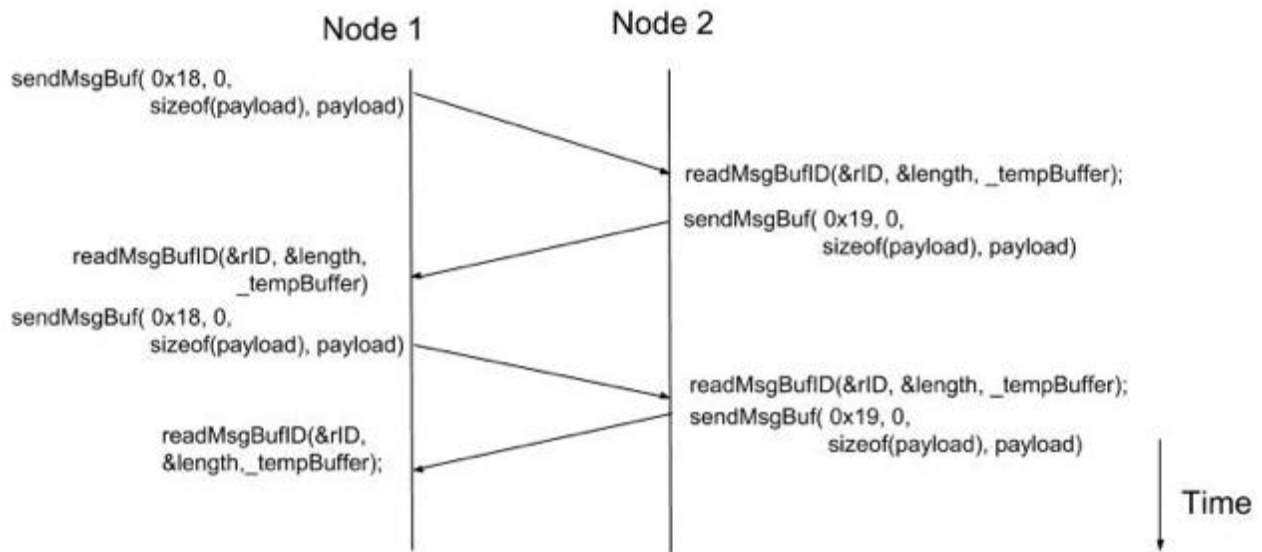 Node 1
Node 2
sendMsgBuf( 0x18, 0,
sizeof(payload), payload)
readMsgBufID(&rID, &length, _tempBuffer);
sendMsgBuf( 0x19, 0,
sizeof(payload), payload)
readMsgBufID(&rID, &length,
_tempBuffer)
sendMsgBuf( 0x18, 0,
sizeof(payload), payload)
readMsgBufID(&rID, &length, _tempBuffer);
sendMsgBuf( 0x19, 0,
sizeof(payload), payload)
readMsgBufID(&rID,
&length,_tempBuffer);
Time